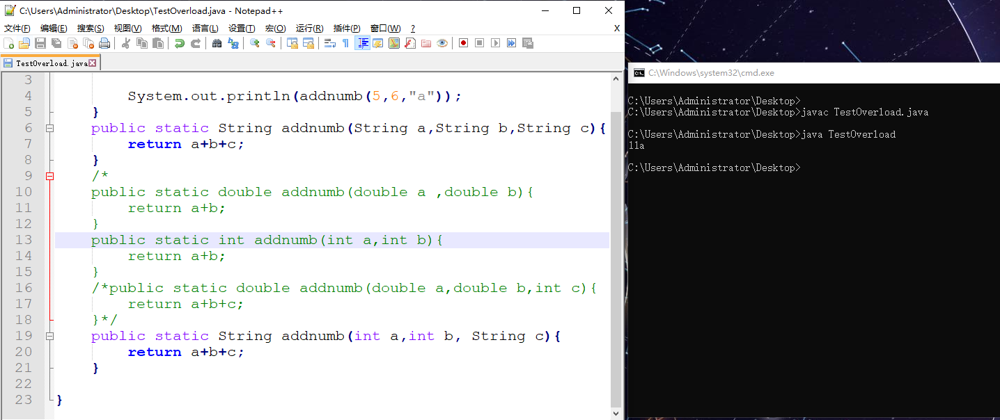 C:\Users\Administrator\Desktop\TestOverload.java - Notepad++
文件(F) 编辑(E) 搜索(S) 视图(V) 格式(M) 语言(L) 设置(T) 宏(O) 运行(R) 插件(P) 窗口(W) ? X
TestOverload.java
3
4 System.out.println(addnumb(5,6,"a"));
5 }
6 public static String addnumb(String a,String b,String c){
7 return a+b+c;
8 }
9 /*
10 public static double addnumb(double a ,double b){
11 return a+b;
12 }
13 public static int addnumb(int a,int b){
14 return a+b;
15 }
16 /*public static double addnumb(double a,double b,int c){
17 return a+b+c;
18 }*/
19 public static String addnumb(int a,int b, String c){
20 return a+b+c;
21 }
22
23 }
C:\Windows\system32\cmd.exe
C:\Users\Administrator\Desktop>
C:\Users\Administrator\Desktop>javac TestOverload.java
C:\Users\Administrator\Desktop>java TestOverload
11a
C:\Users\Administrator\Desktop>